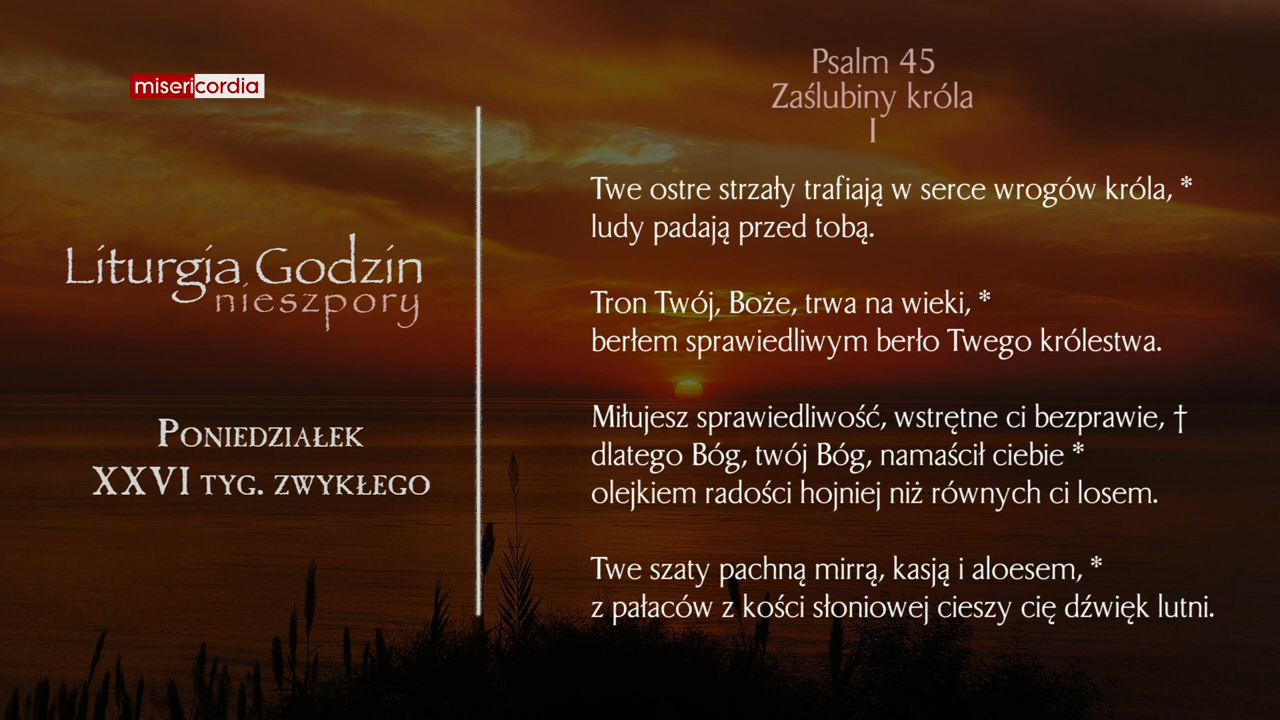 misericordia
Liturgia Godzin
nieszpory
Poniedziałek
XXVI tyg. zwykłego
Psalm 45
Zaślubiny króla
I
Twe ostre strzały trafiają w serce wrogów króla, *
ludy padają przed tobą.
Tron Twój, Boże, trwa na wieki, *
berłem sprawiedliwym berło Twego królestwa.
Miłujesz sprawiedliwość, wstrętne ci bezprawie, †
dlatego Bóg, twój Bóg, namaścił ciebie *
olejkiem radości hojniej niż równych ci losem.
Twe szaty pachną mirrą, kasją i aloesem, *
z pałaców z kości słoniowej cieszy cię dźwięk lutni.